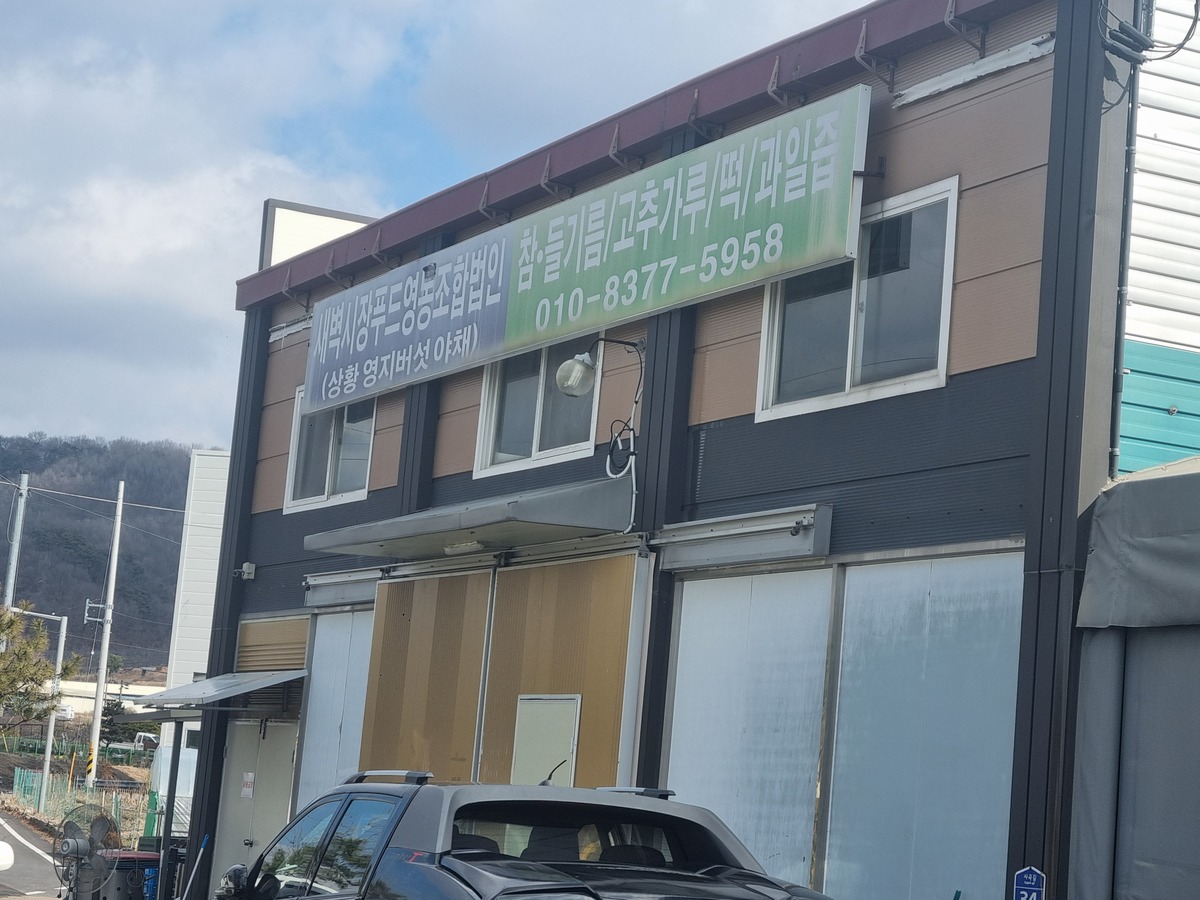 새벽시장푸드영농조합법인
(상황 영지버섯 야채)
참·들기름/고추가루/떡/과일즙
010-8377-5958
34